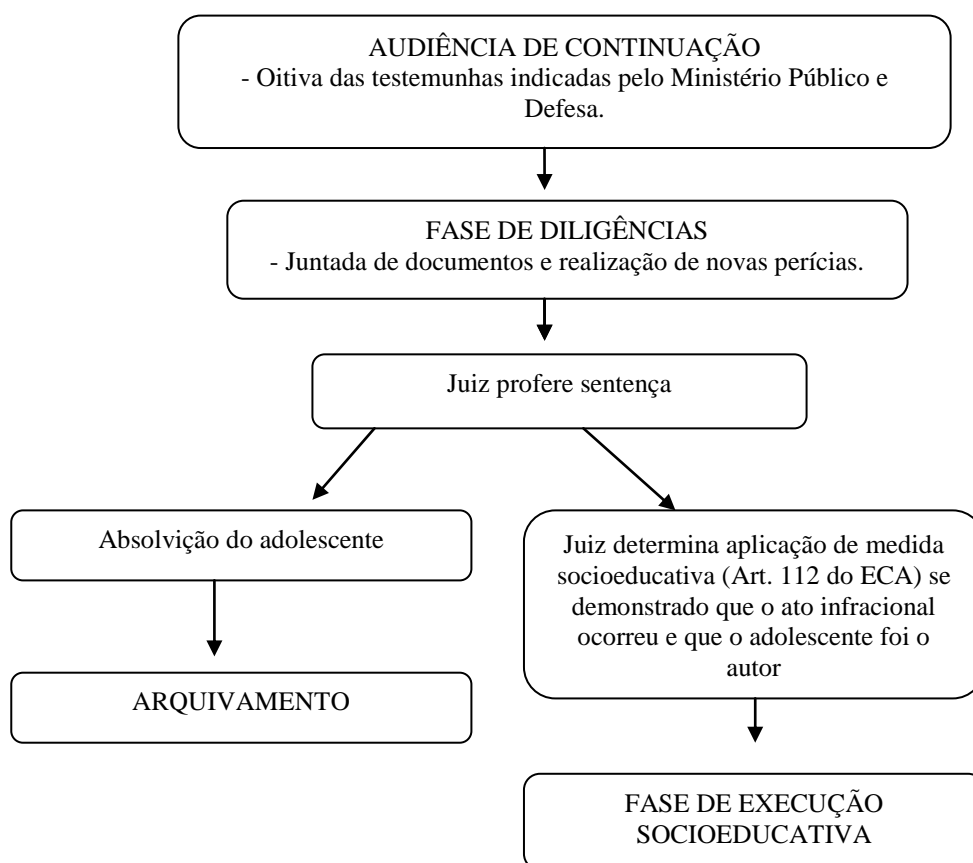 AUDIÊNCIA DE CONTINUAÇÃO
- Oitiva das testemunhas indicadas pelo Ministério Público e
Defesa.
FASE DE DILIGÊNCIAS
- Juntada de documentos e realização de novas perícias.
Juiz profere sentença
Absolvição do adolescente
ARQUIVAMENTO
Juiz determina aplicação de medida
socioeducativa (Art. 112 do ECA) se
demonstrado que o ato infracional
ocorreu e que o adolescente foi o
autor
FASE DE EXECUÇÃO
SOCIOEDUCATIVA